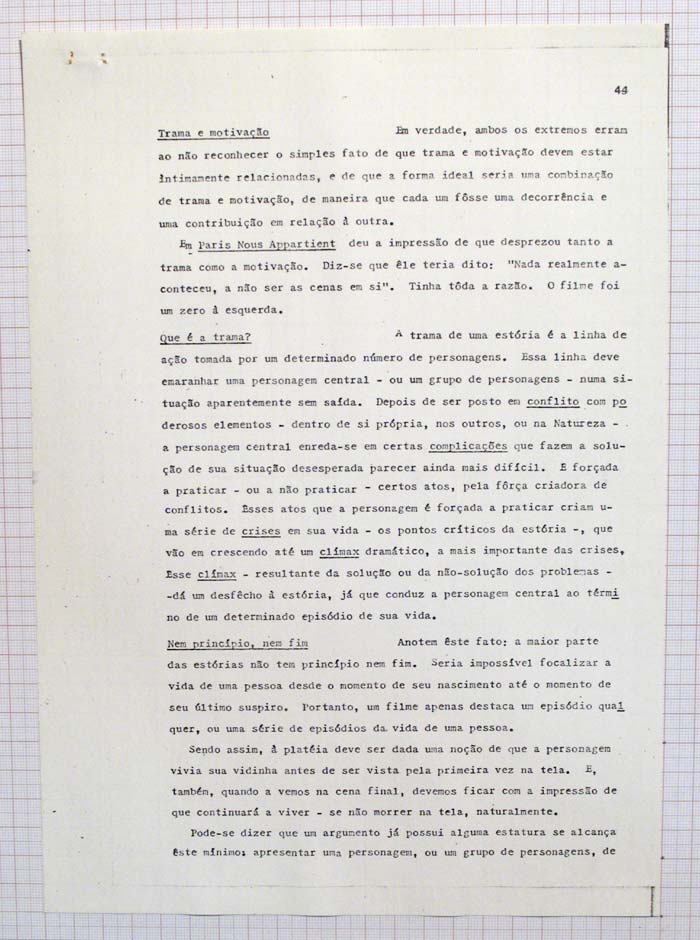 44
Trama e motivação Em verdade, ambos os extremos erram
ao não reconhecer o simples fato de que trama e motivação devem estar
intimamente relacionadas, e de que a forma ideal seria uma combinação
de trama e motivação, de maneira que cada um fôsse uma decorrência e
uma contribuição em relação à outra.
Em Paris Nous Appartient deu a impressão de que desprezou tanto a
trama como a motivação. Diz-se que êle teria dito: "Nada realmente a-
conteceu, a não ser as cenas em si". Tinha tôda a razão. O filme foi
um zero à esquerda.
Que é a trama? A trama de uma estória é a linha de
ação tomada por um determinado número de personagens. Essa linha deve
emaranhar uma personagem central - ou um grupo de personagens - numa si-
tuação aparentemente sem saída. Depois de ser posto em conflito com po
derosos elementos - dentro de si própria, nos outros, ou na Natureza -
a personagem central enreda-se em certas complicações que fazem a solu-
ção de sua situação desesperada parecer ainda mais difícil. E forçada
a praticar - ou a não praticar - certos atos, pela fôrça criadora de
conflitos. Esses atos que a personagem é forçada a praticar criam u-
ma série de crises em sua vida - os pontos críticos da estória -, que
vão em crescendo até um clímax dramático, a mais importante das crises.
Esse clímax - resultante da solução ou da não-solução dos problemas -
-dá um desfêcho à estória, já que conduz a personagem central ao térmi
no de um determinado episódio de sua vida.
Nem princípio, nem fim Anotem êste fato: a maior parte
das estórias não tem princípio nem fim. Seria impossível focalizar a
vida de uma pessoa desde o momento de seu nascimento até o momento de
seu último suspiro. Portanto, um filme apenas destaca um episódio qual
quer, ou uma série de episódios da vida de uma pessoa.
Sendo assim, à platéia deve ser dada uma noção de que a personagem
vivia sua vidinha antes de ser vista pela primeira vez na tela. E,
também, quando a vemos na cena final, devemos ficar com a impressão de
que continuará a viver - se não morrer na tela, naturalmente.
Pode-se dizer que um argumento já possui alguma estatura se alcança
êste mínimo: apresentar uma personagem, ou um grupo de personagens, de